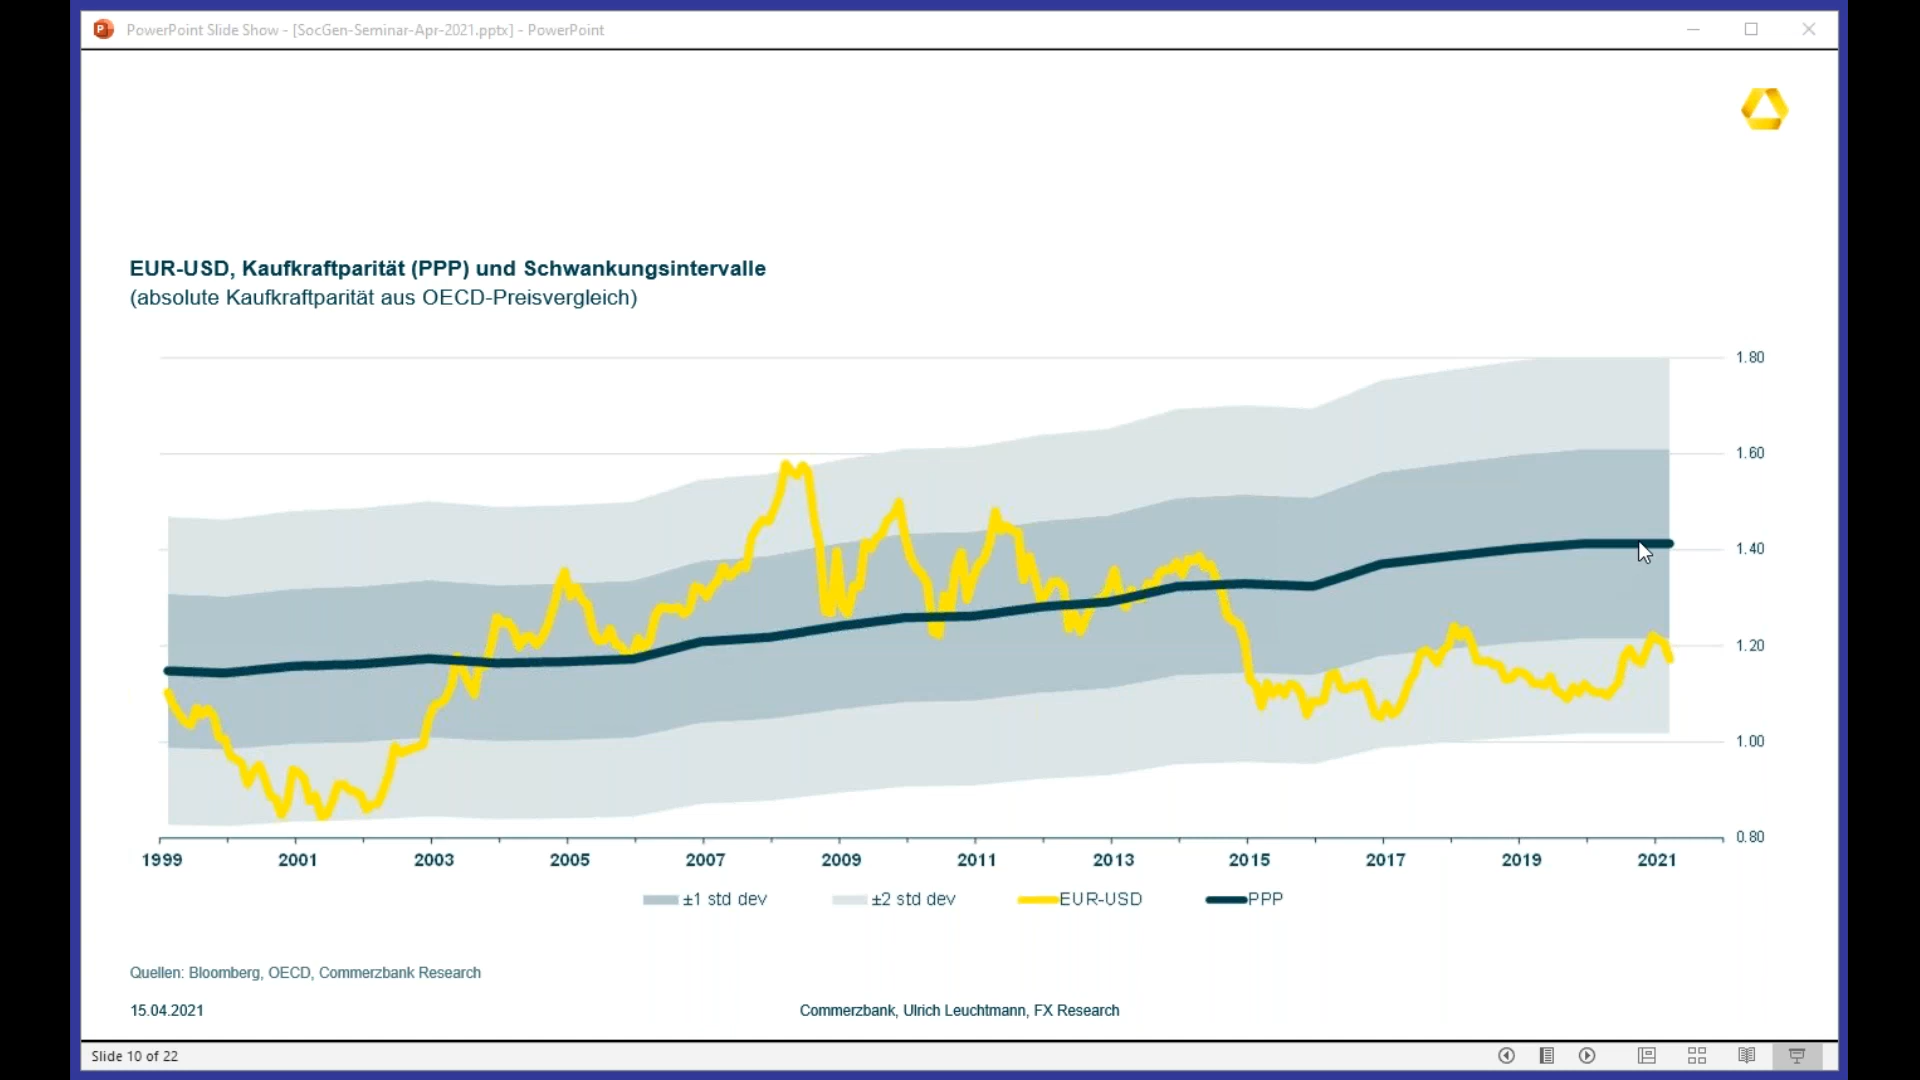 PowerPoint Slide Show - [SocGen-Seminar-Apr-2021.pptx] - PowerPoint
EUR-USD, Kaufkraftparität (PPP) und Schwankungsintervalle
(absolute Kaufkraftparität aus OECD-Preisvergleich)
1.80
1.60
1.40
1.20
1.00
0.80
1999 2001 2003 2005 2007 2009 2011 2013 2015 2017 2019 2021
±1 std dev ±2 std dev EUR-USD PPP
Quellen: Bloomberg, OECD, Commerzbank Research
15.04.2021 Commerzbank, Ulrich Leuchtmann, FX Research
Slide 10 of 22